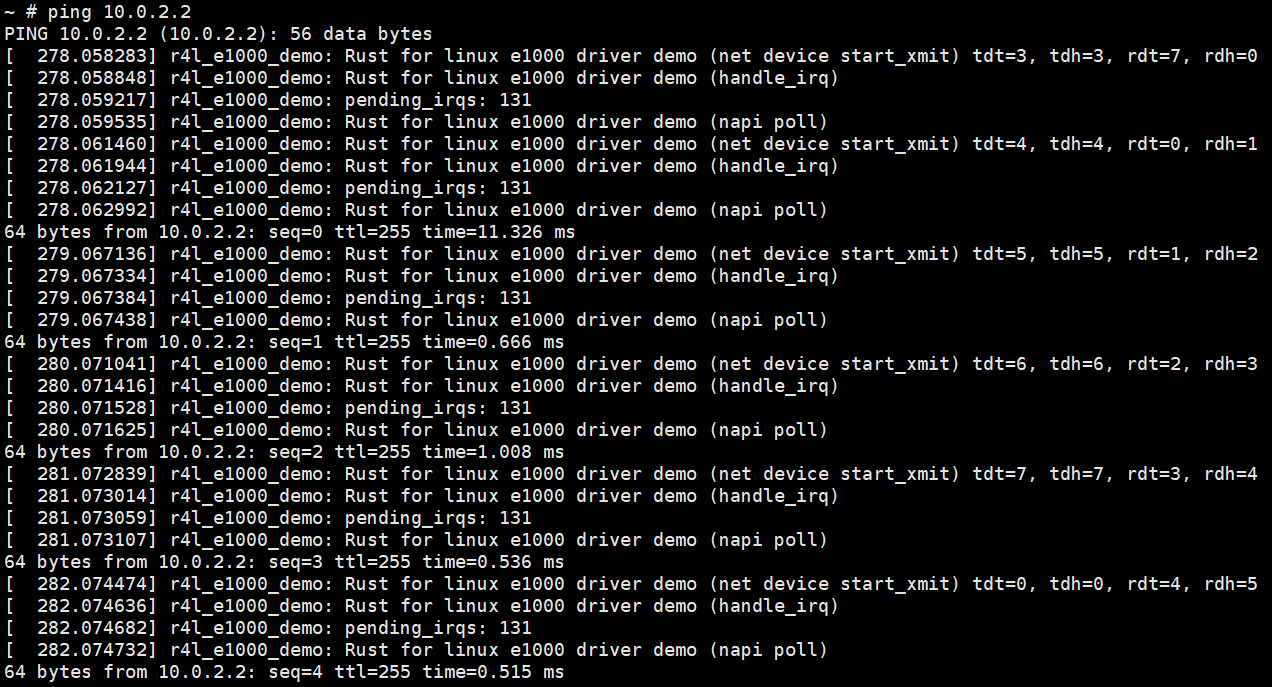 ~ # ping 10.0.2.2
PING 10.0.2.2 (10.0.2.2): 56 data bytes
[  278.058283] r4l_e1000_demo: Rust for linux e1000 driver demo (net device start_xmit) tdt=3, tdh=3, rdt=7, rdh=0
[  278.058848] r4l_e1000_demo: Rust for linux e1000 driver demo (handle_irq)
[  278.059217] r4l_e1000_demo: pending_irqs: 131
[  278.059535] r4l_e1000_demo: Rust for linux e1000 driver demo (napi poll)
[  278.061460] r4l_e1000_demo: Rust for linux e1000 driver demo (net device start_xmit) tdt=4, tdh=4, rdt=0, rdh=1
[  278.061944] r4l_e1000_demo: Rust for linux e1000 driver demo (handle_irq)
[  278.062127] r4l_e1000_demo: pending_irqs: 131
[  278.062992] r4l_e1000_demo: Rust for linux e1000 driver demo (napi poll)
64 bytes from 10.0.2.2: seq=0 ttl=255 time=11.326 ms
[  279.067136] r4l_e1000_demo: Rust for linux e1000 driver demo (net device start_xmit) tdt=5, tdh=5, rdt=1, rdh=2
[  279.067334] r4l_e1000_demo: Rust for linux e1000 driver demo (handle_irq)
[  279.067384] r4l_e1000_demo: pending_irqs: 131
[  279.067438] r4l_e1000_demo: Rust for linux e1000 driver demo (napi poll)
64 bytes from 10.0.2.2: seq=1 ttl=255 time=0.666 ms
[  280.071041] r4l_e1000_demo: Rust for linux e1000 driver demo (net device start_xmit) tdt=6, tdh=6, rdt=2, rdh=3
[  280.071416] r4l_e1000_demo: Rust for linux e1000 driver demo (handle_irq)
[  280.071528] r4l_e1000_demo: pending_irqs: 131
[  280.071625] r4l_e1000_demo: Rust for linux e1000 driver demo (napi poll)
64 bytes from 10.0.2.2: seq=2 ttl=255 time=1.008 ms
[  281.072839] r4l_e1000_demo: Rust for linux e1000 driver demo (net device start_xmit) tdt=7, tdh=7, rdt=3, rdh=4
[  281.073014] r4l_e1000_demo: Rust for linux e1000 driver demo (handle_irq)
[  281.073059] r4l_e1000_demo: pending_irqs: 131
[  281.073107] r4l_e1000_demo: Rust for linux e1000 driver demo (napi poll)
64 bytes from 10.0.2.2: seq=3 ttl=255 time=0.536 ms
[  282.074474] r4l_e1000_demo: Rust for linux e1000 driver demo (net device start_xmit) tdt=0, tdh=0, rdt=4, rdh=5
[  282.074636] r4l_e1000_demo: Rust for linux e1000 driver demo (handle_irq)
[  282.074682] r4l_e1000_demo: pending_irqs: 131
[  282.074732] r4l_e1000_demo: Rust for linux e1000 driver demo (napi poll)
64 bytes from 10.0.2.2: seq=4 ttl=255 time=0.515 ms